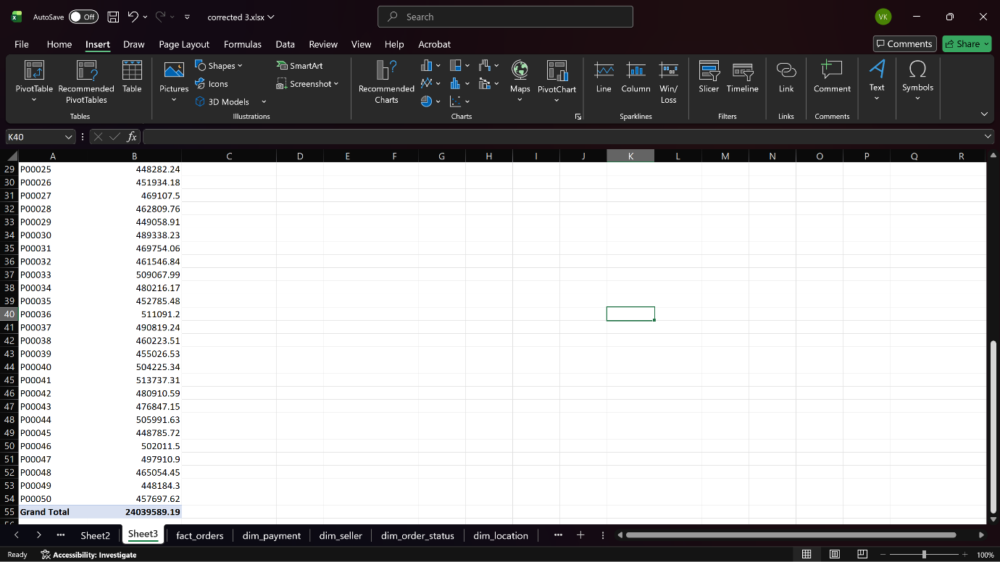 AutoSave Off corrected 3.xlsx Search VK
File Home Insert Draw Page Layout Formulas Data Review View Help Acrobat Comments Share
PivotTable Recommended PivotTables Table
Tables
Pictures Shapes Icons 3D Models SmartArt Screenshot
Illustrations
Recommended Charts Maps PivotChart
Charts
Line Column Win/Loss
Sparklines
Slicer Timeline
Filters
Link
Links
Comment
Comments
Text
Symbols
K40 fx
A B C D E F G H I J K L M N O P Q R
29 P00025 448282.24
30 P00026 451934.18
31 P00027 469107.5
32 P00028 462809.76
33 P00029 449058.91
34 P00030 489338.23
35 P00031 469754.06
36 P00032 461546.84
37 P00033 509067.99
38 P00034 480216.17
39 P00035 452785.48
40 P00036 511091.2
41 P00037 490819.24
42 P00038 460223.51
43 P00039 455026.53
44 P00040 504225.34
45 P00041 513737.31
46 P00042 480910.59
47 P00043 476847.15
48 P00044 505991.63
49 P00045 448785.72
50 P00046 502011.5
51 P00047 497910.9
52 P00048 465054.45
53 P00049 448184.3
54 P00050 457697.62
55 Grand Total 24039589.19
Sheet2 Sheet3 fact_orders dim_payment dim_seller dim_order_status dim_location
Ready Accessibility: Investigate 100%